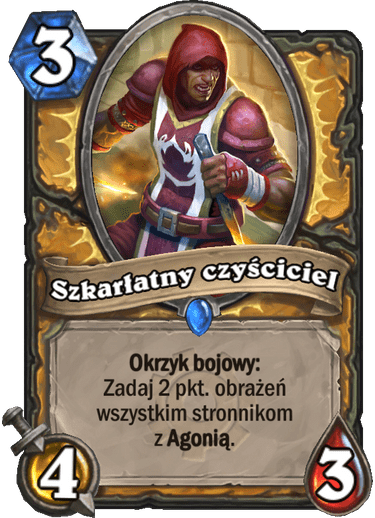 3
Szkarłatny czyściciel
Okrzyk bojowy:
Zadaj 2 pkt. obrażeń
wszystkim stronnikom
z Agonią.
4
3